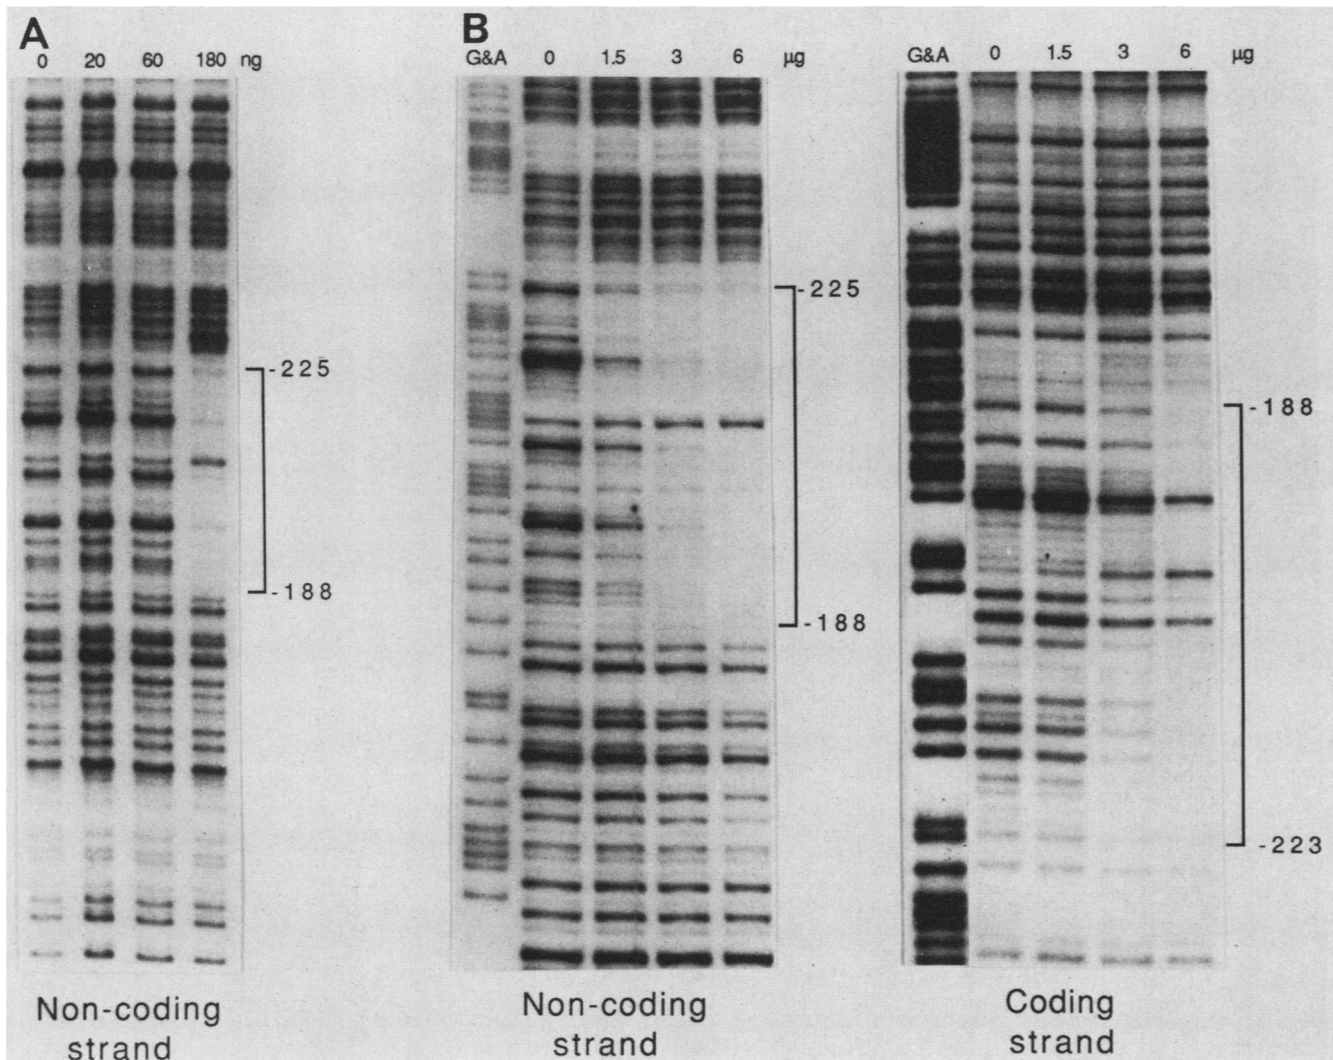 A
0 20 60 180 ng
-225
-188
Non-coding
strand
B
G&A 0 1.5 3 6 µg
-225
-188
Non-coding
strand
G&A 0 1.5 3 6 µg
-188
-223
Coding
strand